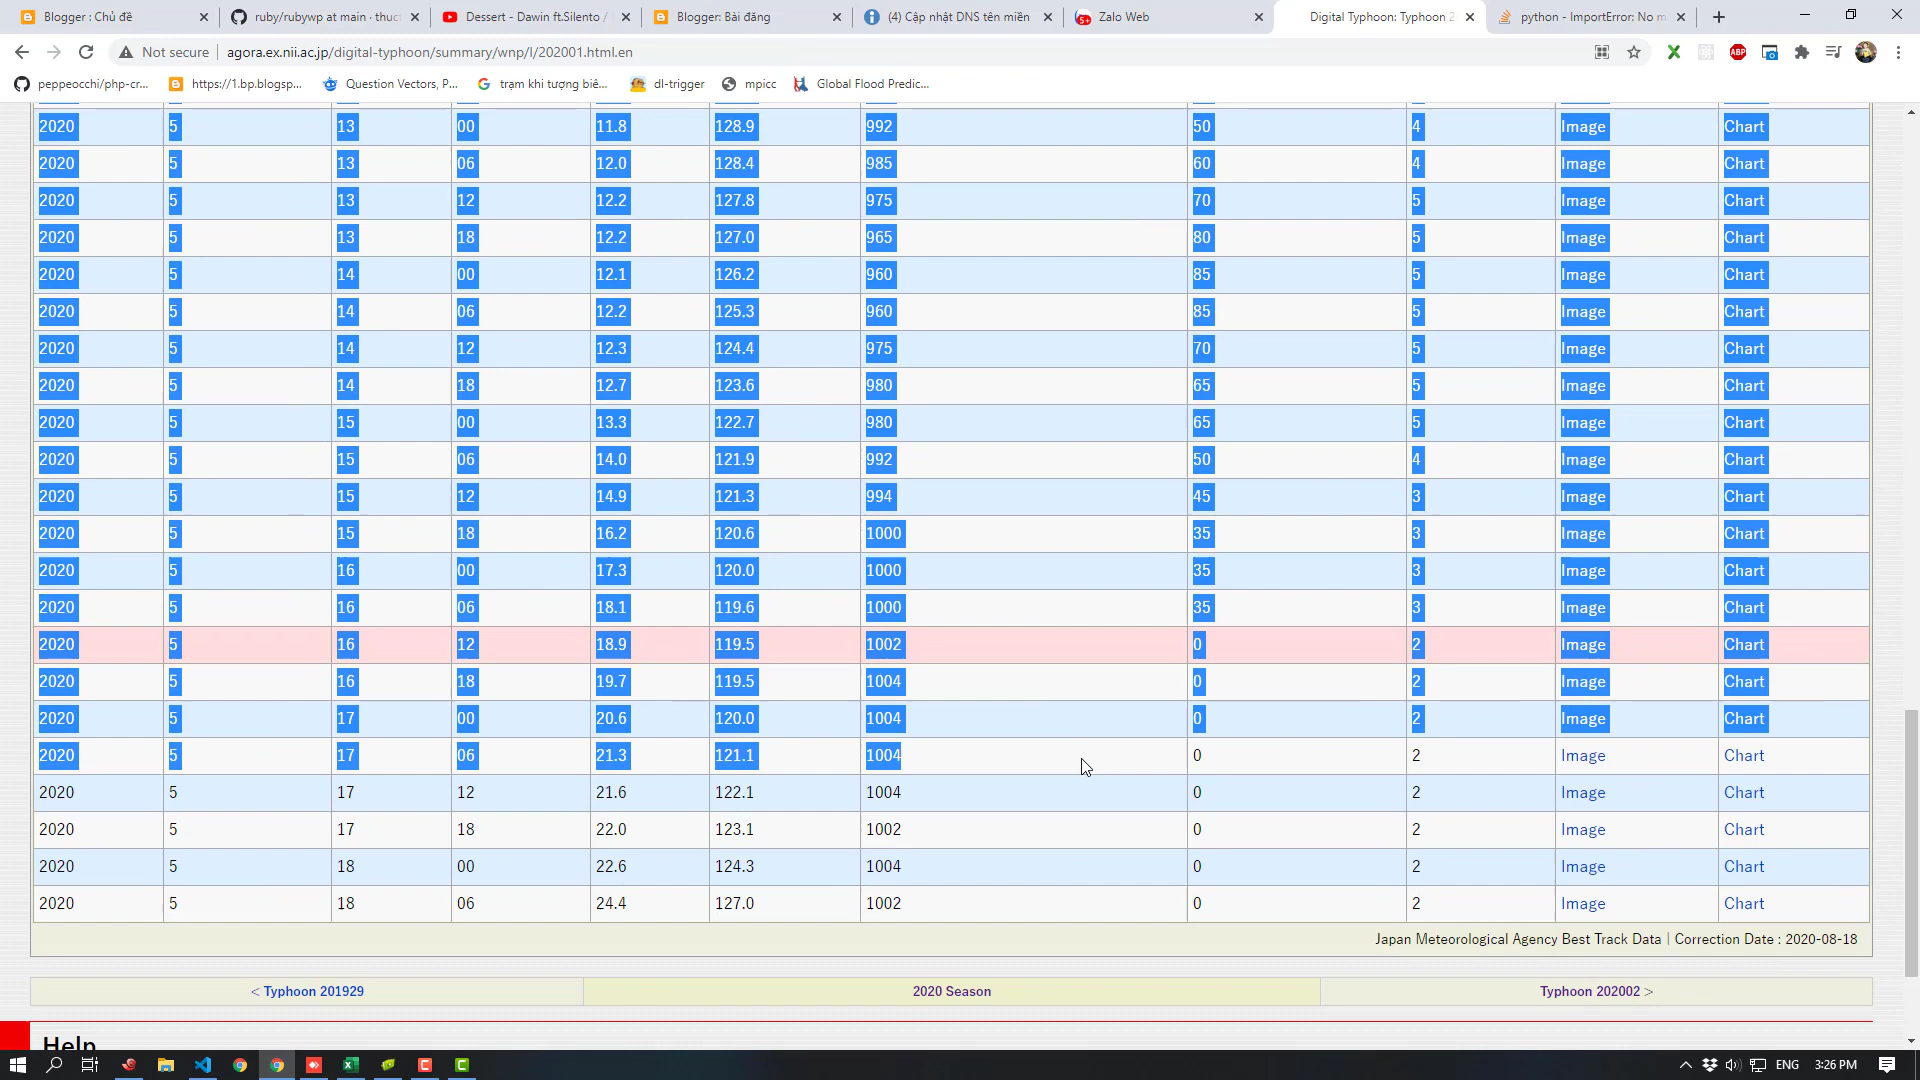 Blogger : Chủ đề
ruby/rubywp at main · thuct
Dessert - Dawin ft.Silento /
Blogger: Bài đăng
(4) Cập nhật DNS tên miền
Zalo Web
Digital Typhoon: Typhoon 2
python - ImportError: No m
Not secure
agora.ex.nii.ac.jp/digital-typhoon/summary/wnp/l/202001.html.en
ABP
peppeocchi/php-cr...
https://1.bp.blogsp...
Question Vectors, P...
trạm khí tượng biê...
dl-trigger
mpicc
Global Flood Predic...
2020 5 13 00 11.8 128.9 992 50 4 Image Chart
2020 5 13 06 12.0 128.4 985 60 4 Image Chart
2020 5 13 12 12.2 127.8 975 70 5 Image Chart
2020 5 13 18 12.2 127.0 965 80 5 Image Chart
2020 5 14 00 12.1 126.2 960 85 5 Image Chart
2020 5 14 06 12.2 125.3 960 85 5 Image Chart
2020 5 14 12 12.3 124.4 975 70 5 Image Chart
2020 5 14 18 12.7 123.6 980 65 5 Image Chart
2020 5 15 00 13.3 122.7 980 65 5 Image Chart
2020 5 15 06 14.0 121.9 992 50 4 Image Chart
2020 5 15 12 14.9 121.3 994 45 3 Image Chart
2020 5 15 18 16.2 120.6 1000 35 3 Image Chart
2020 5 16 00 17.3 120.0 1000 35 3 Image Chart
2020 5 16 06 18.1 119.6 1000 35 3 Image Chart
2020 5 16 12 18.9 119.5 1002 0 2 Image Chart
2020 5 16 18 19.7 119.5 1004 0 2 Image Chart
2020 5 17 00 20.6 120.0 1004 0 2 Image Chart
2020 5 17 06 21.3 121.1 1004 0 2 Image Chart
2020 5 17 12 21.6 122.1 1004 0 2 Image Chart
2020 5 17 18 22.0 123.1 1002 0 2 Image Chart
2020 5 18 00 22.6 124.3 1004 0 2 Image Chart
2020 5 18 06 24.4 127.0 1002 0 2 Image Chart
Japan Meteorological Agency Best Track Data | Correction Date : 2020-08-18
< Typhoon 201929
2020 Season
Typhoon 202002 >
Help
ENG
3:26 PM